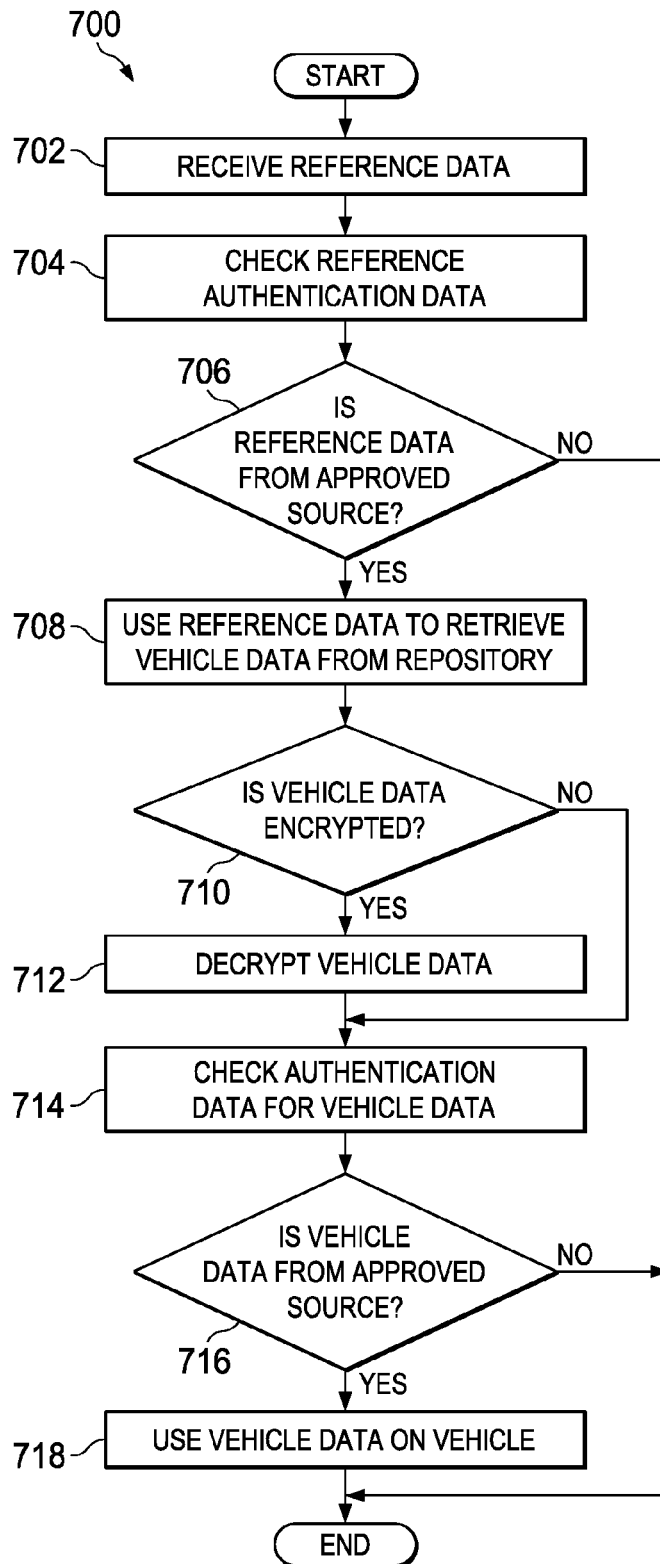 700
START
702
RECEIVE REFERENCE DATA
704
CHECK REFERENCE
AUTHENTICATION DATA
706
IS
REFERENCE DATA
FROM APPROVED
SOURCE?
NO
YES
708
USE REFERENCE DATA TO RETRIEVE
VEHICLE DATA FROM REPOSITORY
IS VEHICLE DATA
ENCRYPTED?
NO
710
YES
712
DECRYPT VEHICLE DATA
714
CHECK AUTHENTICATION
DATA FOR VEHICLE DATA
IS VEHICLE
DATA FROM APPROVED
SOURCE?
NO
716
YES
718
USE VEHICLE DATA ON VEHICLE
END